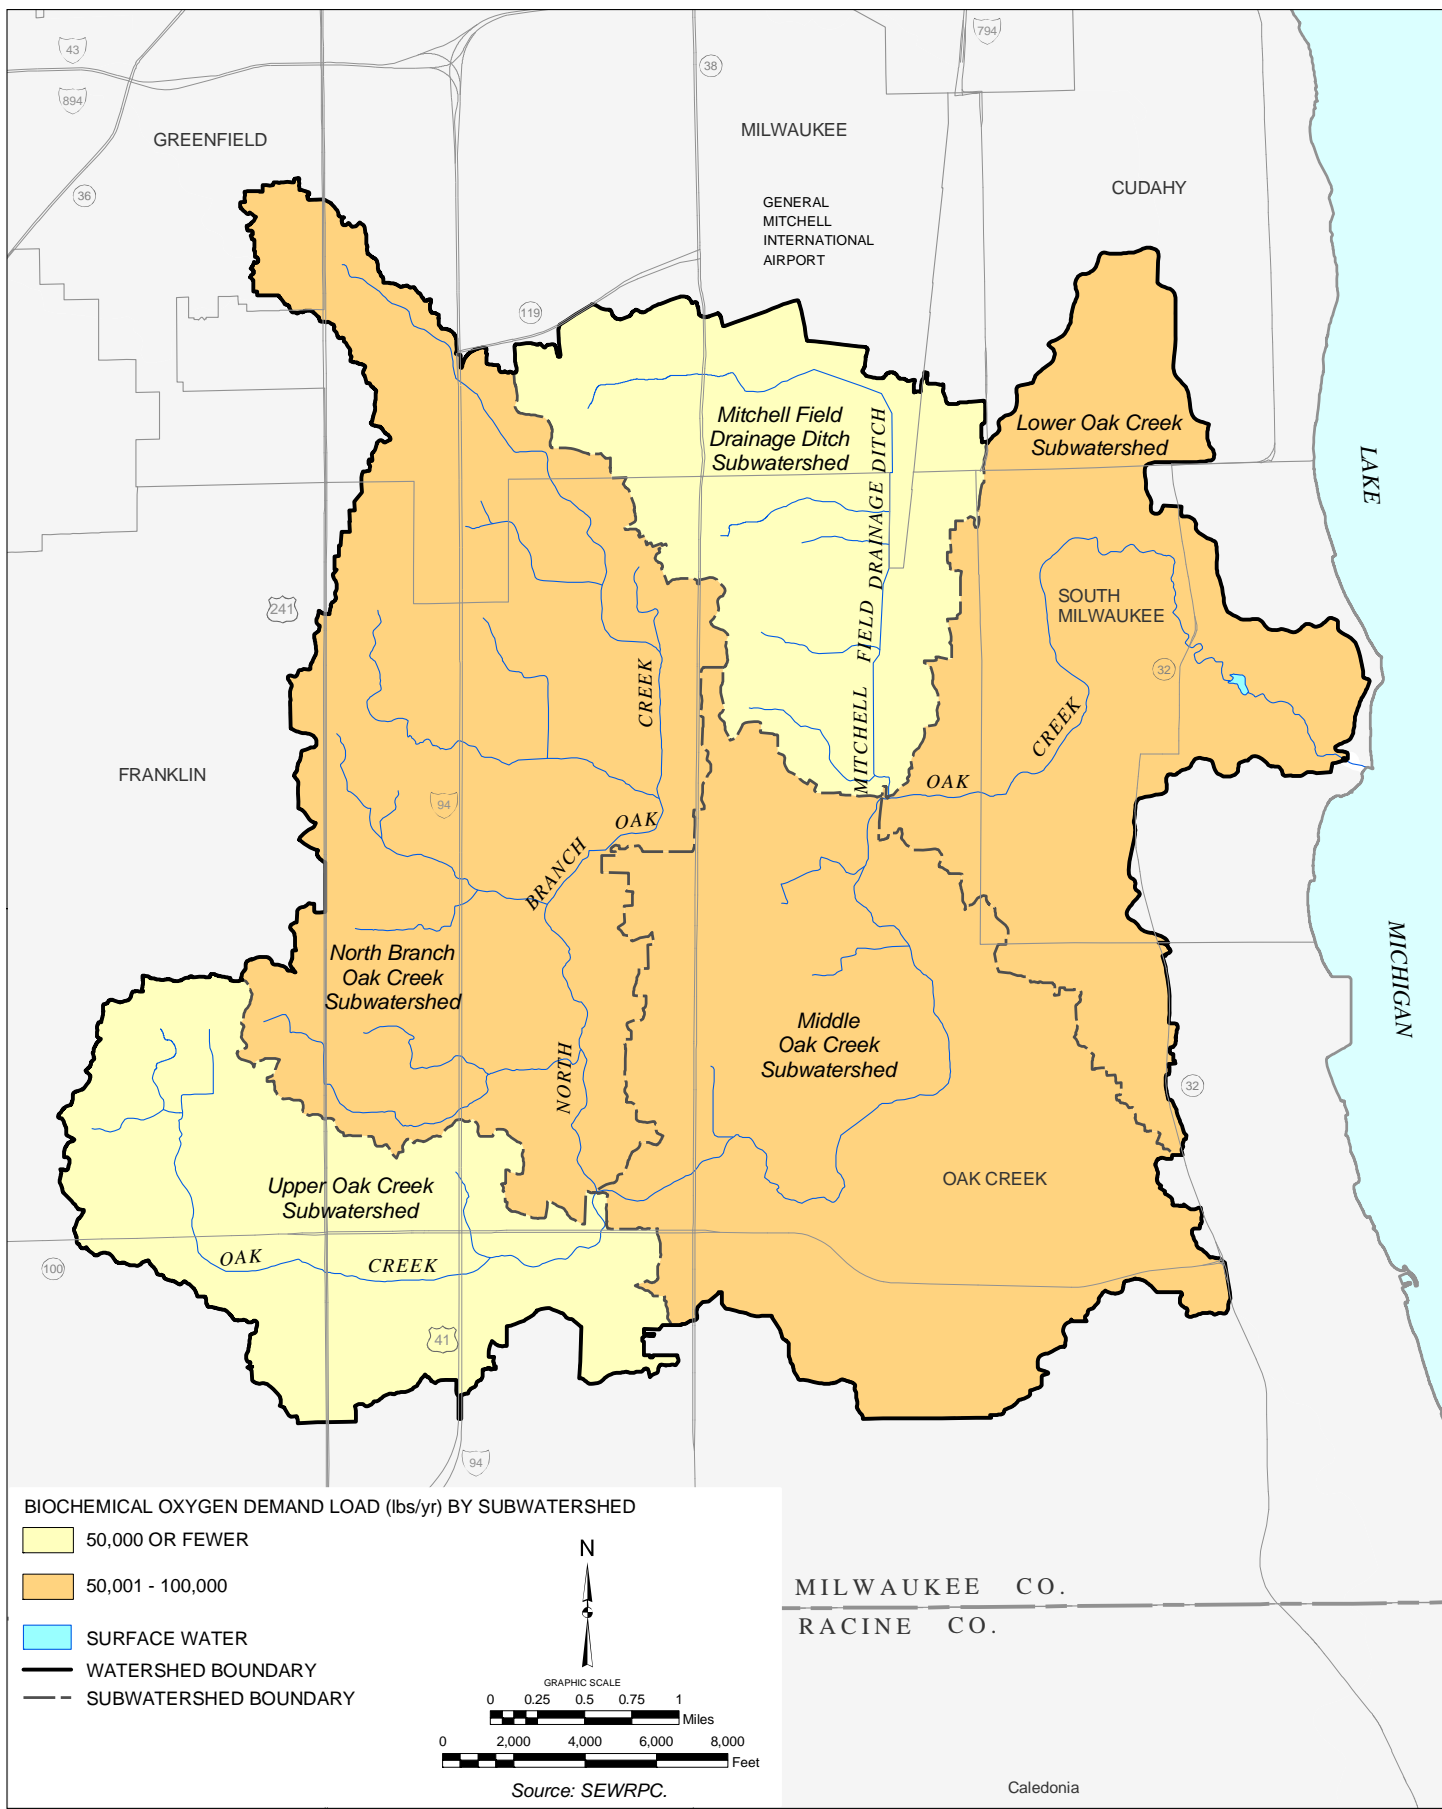 43
894
GREENFIELD
36
38
MILWAUKEE
794
CUDAHY
GENERAL
MITCHELL
INTERNATIONAL
AIRPORT
119
Mitchell Field
Drainage Ditch
Subwatershed
Lower Oak Creek
Subwatershed
MITCHELL FIELD DRAINAGE DITCH
LAKE
MICHIGAN
241
SOUTH
MILWAUKEE
32
CREEK
OAK
CREEK
OAK
BRANCH
NORTH
FRANKLIN
94
North Branch
Oak Creek
Subwatershed
Middle
Oak Creek
Subwatershed
32
OAK CREEK
Upper Oak Creek
Subwatershed
OAK
CREEK
100
41
94
BIOCHEMICAL OXYGEN DEMAND LOAD (lbs/yr) BY SUBWATERSHED
50,000 OR FEWER
50,001 - 100,000
SURFACE WATER
WATERSHED BOUNDARY
SUBWATERSHED BOUNDARY
N
GRAPHIC SCALE
0 0.25 0.5 0.75 1
Miles
0 2,000 4,000 6,000 8,000
Feet
Source: SEWRPC.
MILWAUKEE CO.
RACINE CO.
Caledonia